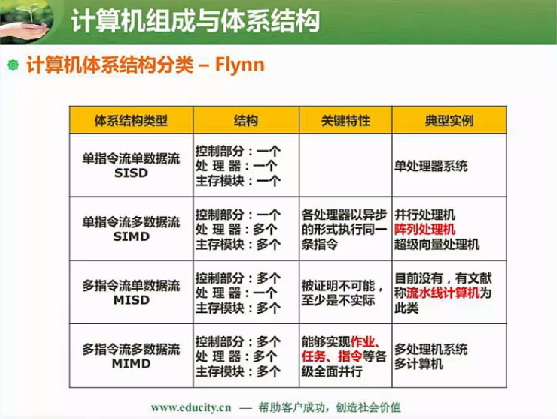 计算机组成与体系结构
计算机体系结构分类 – Flynn
体系结构类型 结构 关键特性 典型实例
单指令流单数据流
SISD
控制部分：一个
处 理 器：一个
主存模块：一个
单处理器系统
单指令流多数据流
SIMD
控制部分：一个
处 理 器：多个
主存模块：多个
各处理器以异步
的形式执行同一
条指令
并行处理机
阵列处理机
超级向量处理机
多指令流单数据流
MISD
控制部分：多个
处 理 器：一个
主存模块：多个
被证明不可能，
至少是不实际
目前没有，有文献
称流水线计算机为
此类
多指令流多数据流
MIMD
控制部分：多个
处 理 器：多个
主存模块：多个
能够实现作业、
任务、指令等各
级全面并行
多处理机系统
多计算机
www.educity.cn — 帮助客户成功，创造社会价值